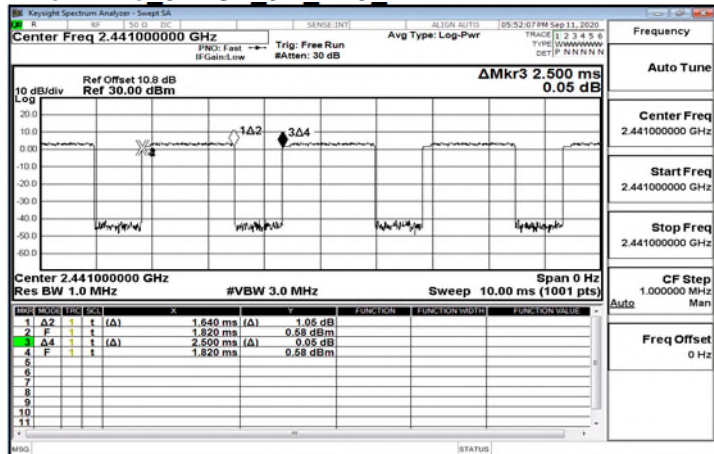 Keysight Spectrum Analyzer - Swept SA
R RF 50 Ω DC SENSE:INT ALIGN AUTO 05:52:07 PM Sep 11, 2020
Center Freq 2.441000000 GHz
PNO: Fast
IFGain:Low
Trig: Free Run
#Atten: 30 dB
Avg Type: Log-Pwr
TRACE 1 2 3 4 5 6
TYPE WWWWWW
DET P NNNNN
Frequency
Auto Tune
Center Freq
2.441000000 GHz
Start Freq
2.441000000 GHz
Stop Freq
2.441000000 GHz
CF Step
1.000000 MHz
Auto Man
Freq Offset
0 Hz
ΔMkr3 2.500 ms
0.05 dB
Ref Offset 10.8 dB
10 dB/div Ref 30.00 dBm
Log
20.0
10.0
0.00
-10.0
-20.0
-30.0
-40.0
-50.0
-60.0
1Δ2
3Δ4
Center 2.441000000 GHz Span 0 Hz
Res BW 1.0 MHz #VBW 3.0 MHz Sweep 10.00 ms (1001 pts)
MKR MODE TRC SCL X Y FUNCTION FUNCTION WIDTH FUNCTION VALUE
1 Δ2 1 t (Δ) 1.640 ms (Δ) 1.05 dB
2 F 1 t 1.820 ms 0.58 dBm
3 Δ4 1 t (Δ) 2.500 ms (Δ) 0.05 dB
4 F 1 t 1.820 ms 0.58 dBm
5
6
7
8
9
10
11
MSG STATUS